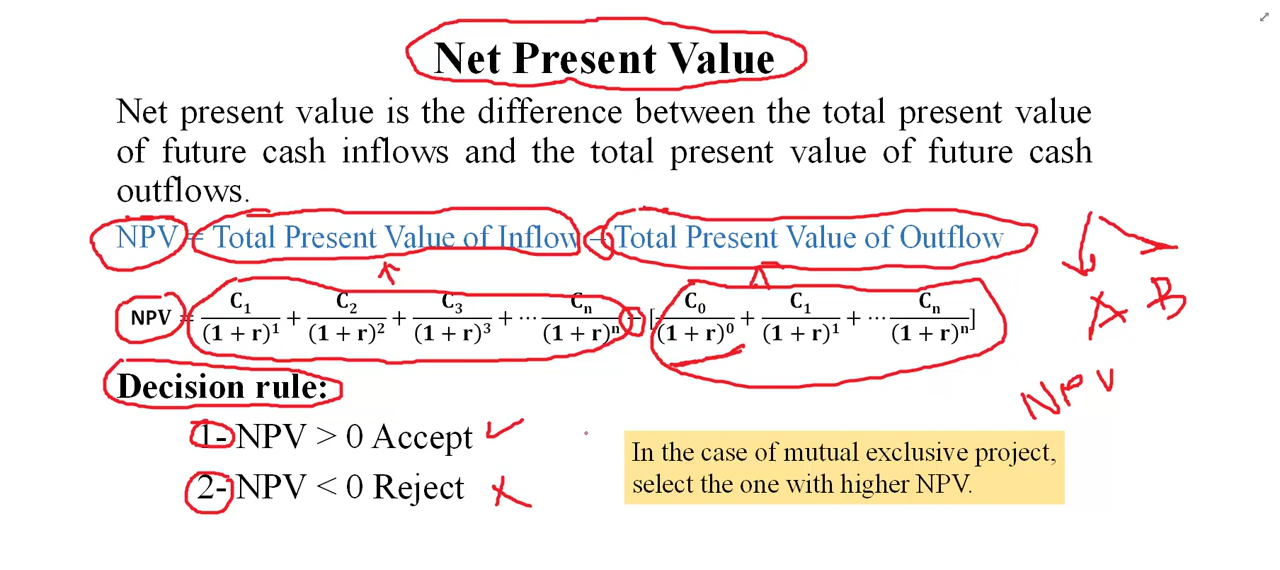 Net Present Value
Net present value is the difference between the total present value
of future cash inflows and the total present value of future cash
outflows.
NPV = Total Present Value of Inflow – Total Present Value of Outflow
A B
NPV = C₁/(1 + r)¹ + C₂/(1 + r)² + C₃/(1 + r)³ + ⋯ Cₙ/(1 + r)ⁿ − [C₀/(1 + r)⁰ + C₁/(1 + r)¹ + ⋯ Cₙ/(1 + r)ⁿ]
Decision rule:
NPV
1-NPV > 0 Accept
2-NPV < 0 Reject
In the case of mutual exclusive project,
select the one with higher NPV.